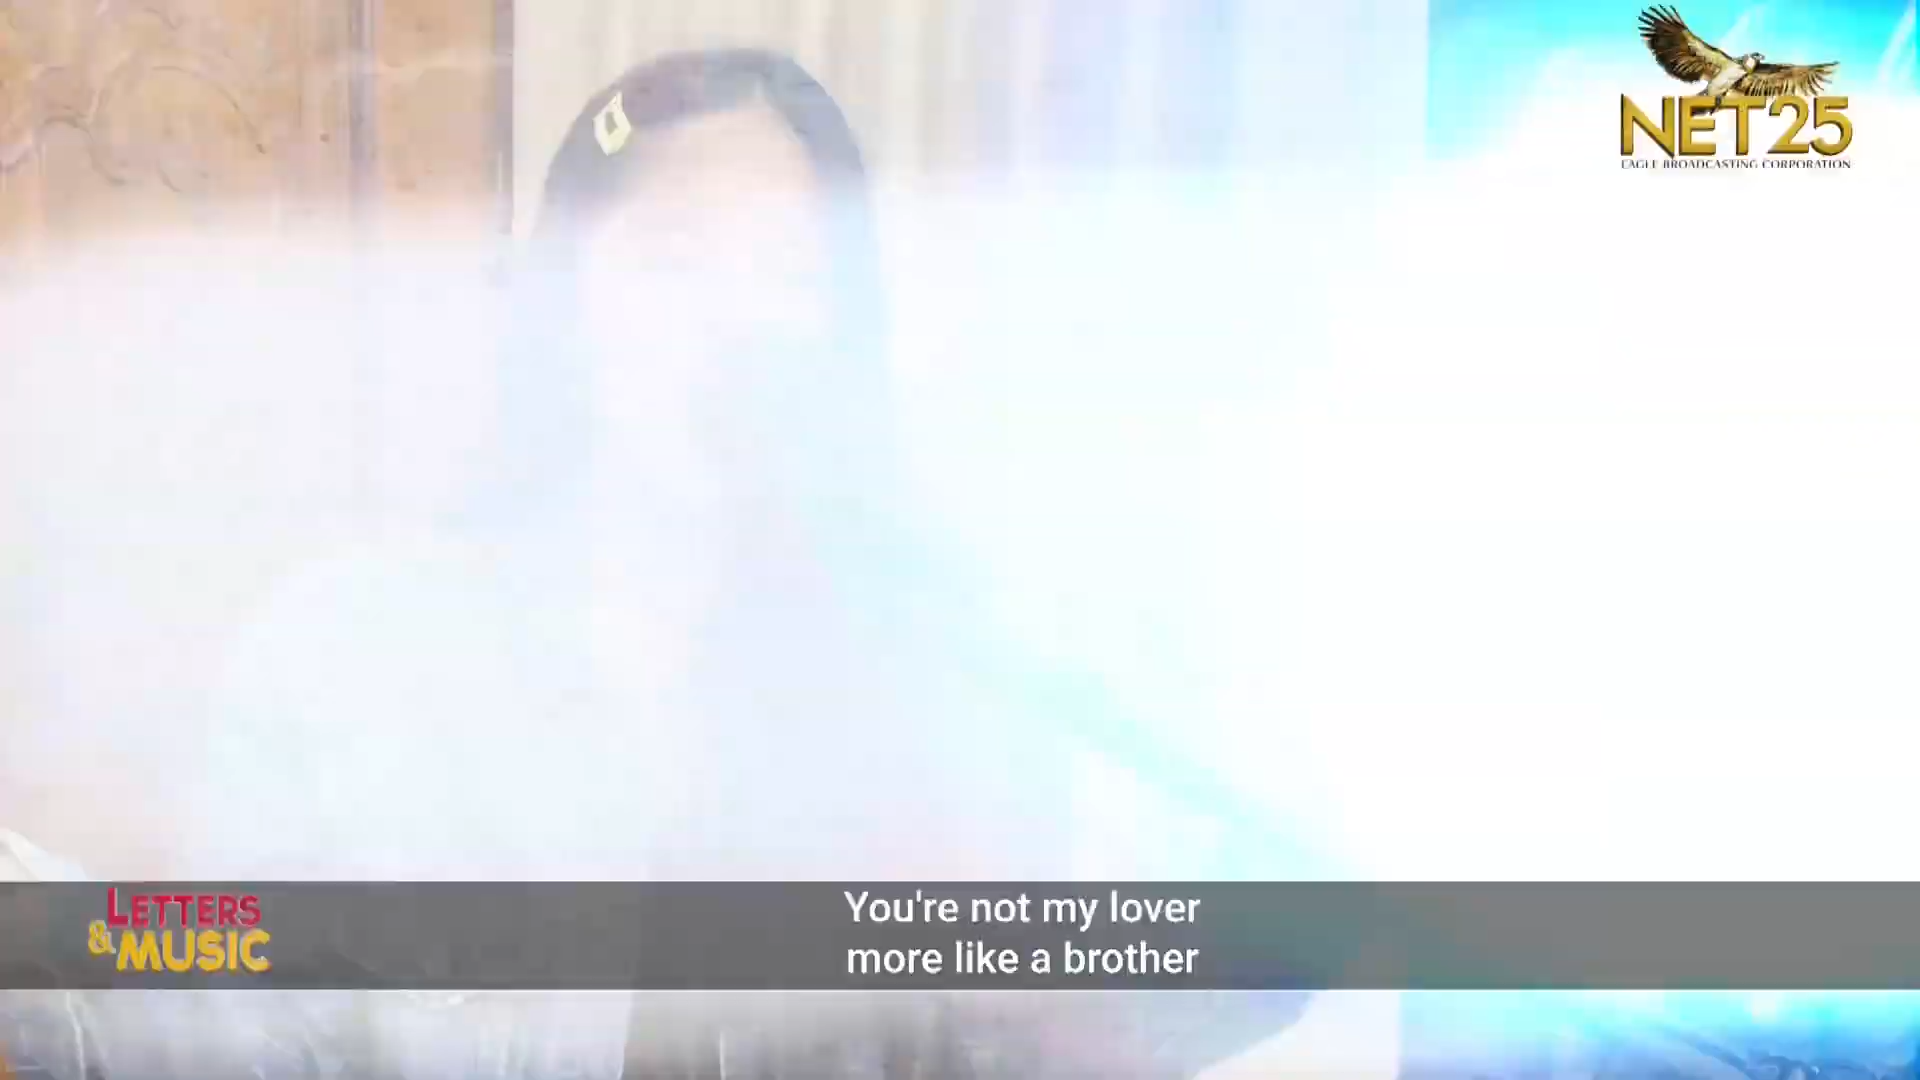 NET25
EAGLE BROADCASTING CORPORATION
LETTERS
&MUSIC
You're not my lover
more like a brother